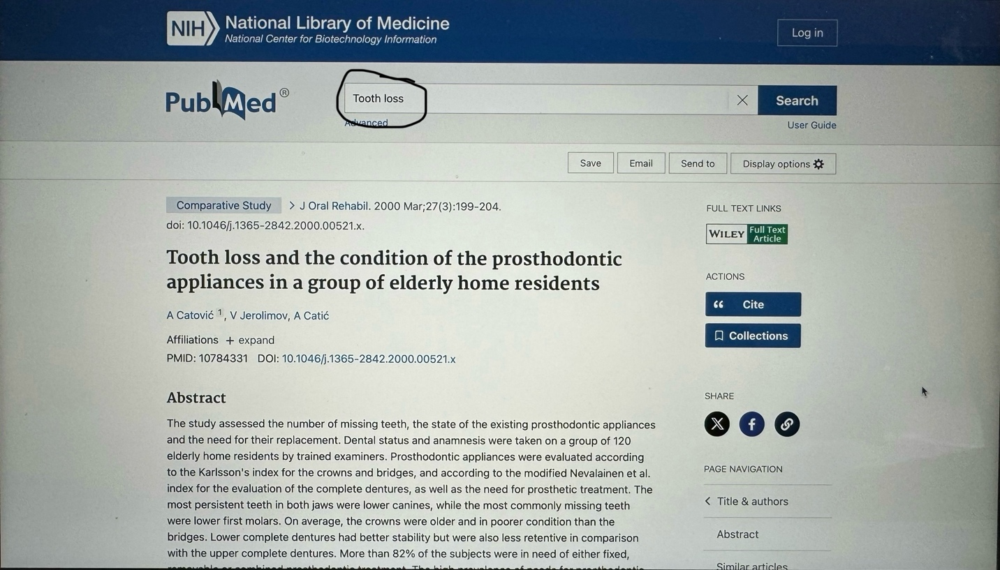 NIH National Library of Medicine
National Center for Biotechnology Information
Log in
PubMed®
Tooth loss
Search
Advanced
User Guide
Save
Email
Send to
Display options
Comparative Study > J Oral Rehabil. 2000 Mar;27(3):199-204.
doi: 10.1046/j.1365-2842.2000.00521.x.
Tooth loss and the condition of the prosthodontic
appliances in a group of elderly home residents
A Catović 1, V Jerolimov, A Catić
Affiliations + expand
PMID: 10784331 DOI: 10.1046/j.1365-2842.2000.00521.x
Abstract
The study assessed the number of missing teeth, the state of the existing prosthodontic appliances
and the need for their replacement. Dental status and anamnesis were taken on a group of 120
elderly home residents by trained examiners. Prosthodontic appliances were evaluated according
to the Karlsson's index for the crowns and bridges, and according to the modified Nevalainen et al.
index for the evaluation of the complete dentures, as well as the need for prosthetic treatment. The
most persistent teeth in both jaws were lower canines, while the most commonly missing teeth
were lower first molars. On average, the crowns were older and in poorer condition than the
bridges. Lower complete dentures had better stability but were also less retentive in comparison
with the upper complete dentures. More than 82% of the subjects were in need of either fixed,
removable or combined prosthodontic treatment. The high prevalence of needs for prosthodontic
FULL TEXT LINKS
WILEY Full Text
Article
ACTIONS
Cite
Collections
SHARE
PAGE NAVIGATION
< Title & authors
Abstract
Similar articles